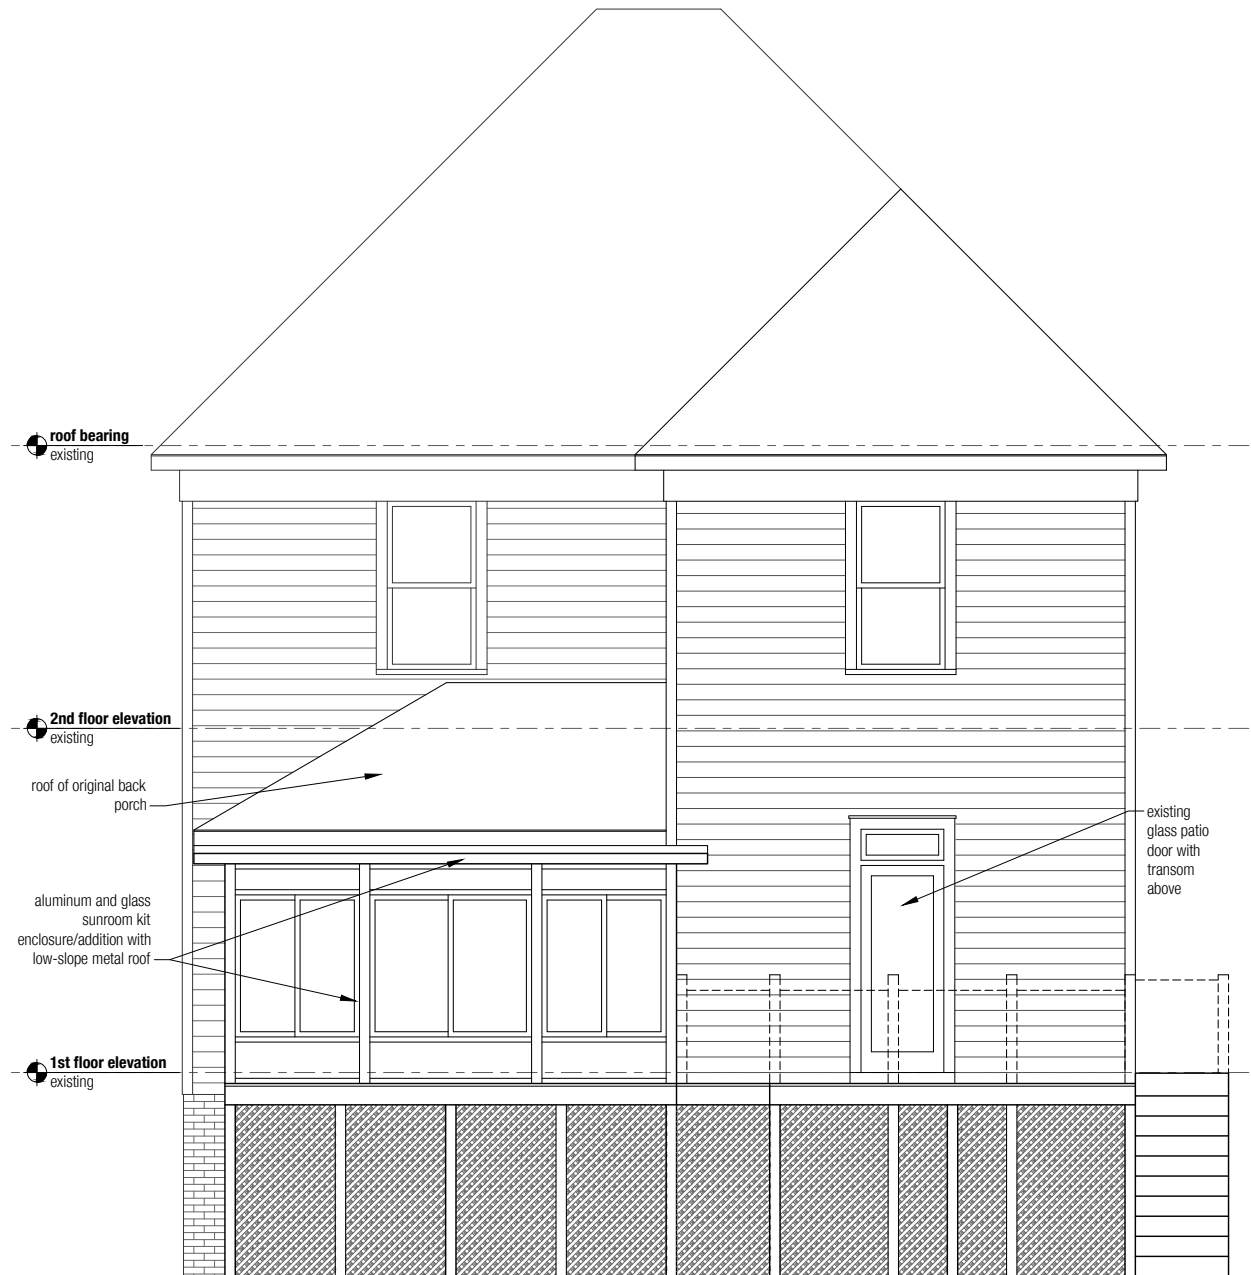 roof bearing
existing
2nd floor elevation
existing
roof of original back
porch
existing
glass patio
door with
transom
above
aluminum and glass
sunroom kit
enclosure/addition with
low-slope metal roof
1st floor elevation
existing